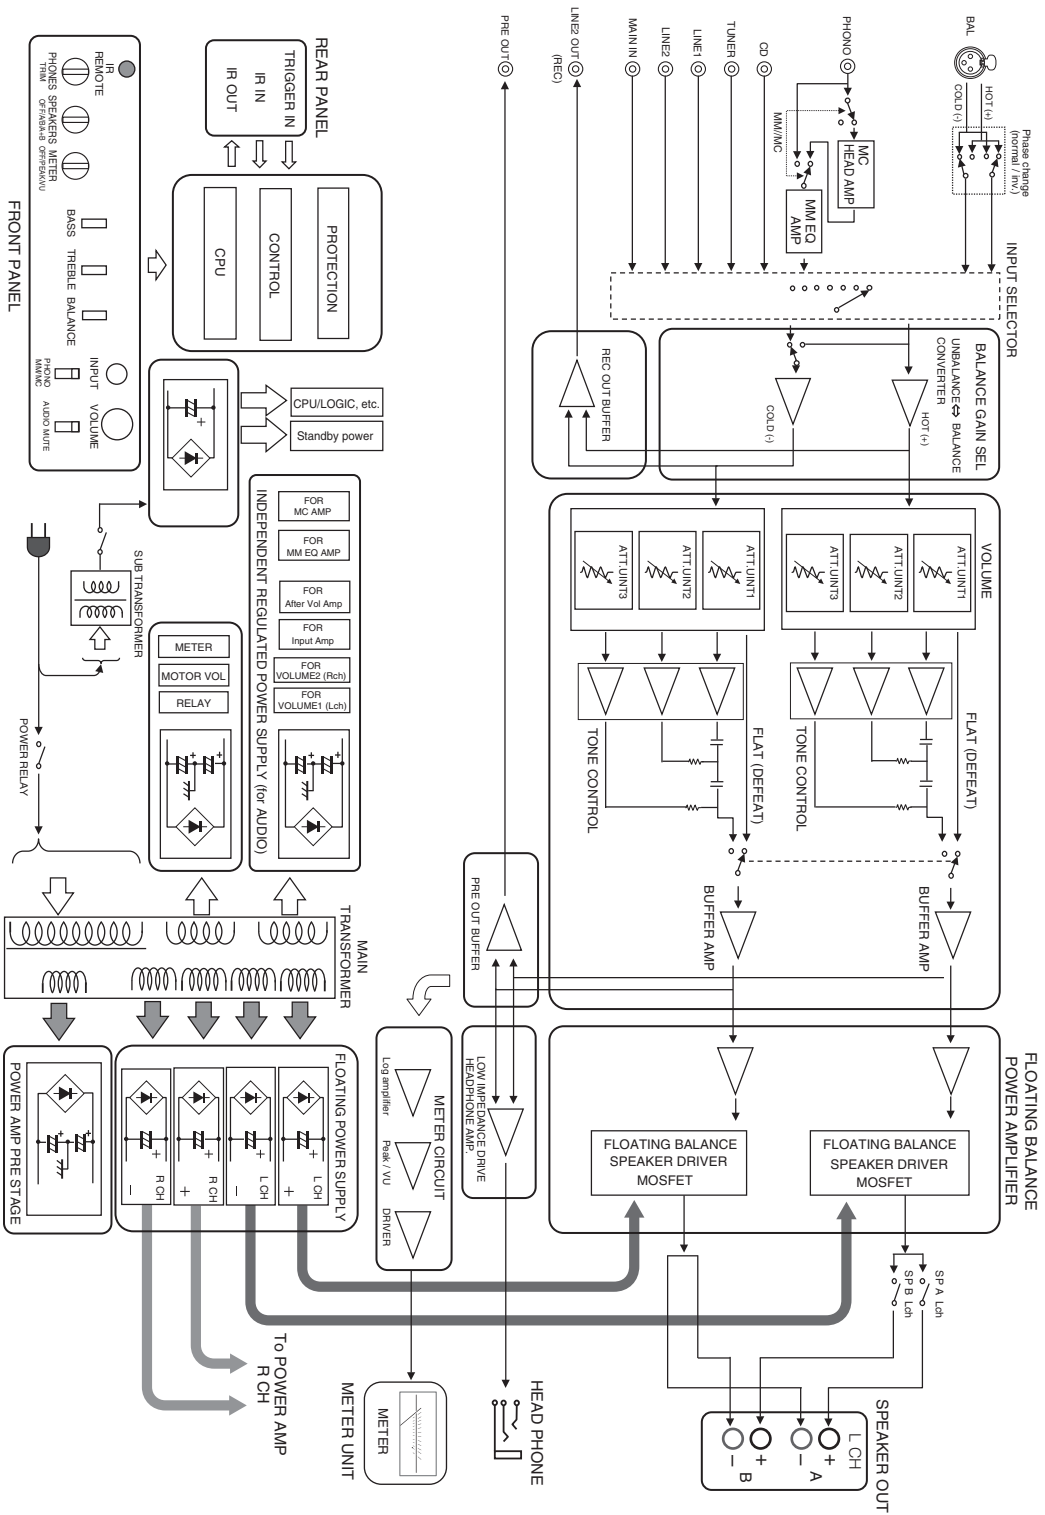 BAL
HOT (+)
COLD (-)
Phase change
(normal / inv.)
PHONO
MM//MC
MC
HEAD AMP
MM EQ
AMP
CD
TUNER
LINE1
LINE2
MAIN IN
LINE2 OUT
(REC)
PRE OUT
INPUT SELECTOR
BALANCE GAIN SEL
UNBALANCE BALANCE
CONVERTER
HOT (+)
COLD (-)
REC OUT BUFFER
VOLUME
ATT.UINT1
ATT.UINT2
ATT.UINT3
ATT.UINT1
ATT.UINT2
ATT.UINT3
FLAT (DEFEAT)
TONE CONTROL
FLAT (DEFEAT)
TONE CONTROL
BUFFER AMP
BUFFER AMP
PRE OUT BUFFER
FLOATING BALANCE
POWER AMPLIFIER
FLOATING BALANCE
SPEAKER DRIVER
MOSFET
FLOATING BALANCE
SPEAKER DRIVER
MOSFET
SP A Lch
SP B Lch
SPEAKER OUT
L CH
+
–
A
+
–
B
LOW IMPEDANCE DRIVE
HEADPHONE AMP.
HEAD PHONE
METER CIRCUIT
Log amplifier
Peak / VU
DRIVER
METER
METER UNIT
REAR PANEL
TRIGGER IN
IR IN
IR OUT
PROTECTION
CONTROL
CPU
IR
REMOTE
PHONES
TRIM
SPEAKERS
OFF/A/B/A+B
METER
OFF/PEAK/VU
BASS
TREBLE
BALANCE
INPUT
VOLUME
PHONO
MM/MC
AUDIO MUTE
FRONT PANEL
CPU/LOGIC, etc.
Standby power
+
INDEPENDENT REGULATED POWER SUPPLY (for AUDIO)
FOR
MC AMP
FOR
MM EQ AMP
FOR
After Vol Amp
FOR
Input Amp
FOR
VOLUME2 (Rch)
FOR
VOLUME1 (Lch)
+
+
METER
MOTOR VOL
RELAY
+
+
SUB TRANSFORMER
POWER RELAY
MAIN
TRANSFORMER
FLOATING POWER SUPPLY
+
L CH
+
+
L CH
–
+
R CH
+
+
R CH
–
POWER AMP PRE STAGE
+
+
To POWER AMP
R CH